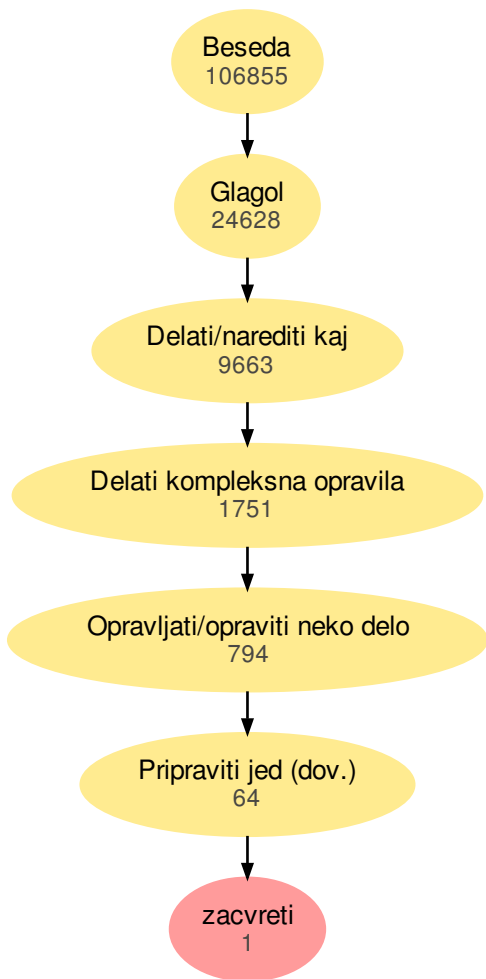 Beseda
106855
Glagol
24628
Delati/narediti kaj
9663
Delati kompleksna opravila
1751
Opravljati/opraviti neko delo
794
Pripraviti jed (dov.)
64
zacvreti
1